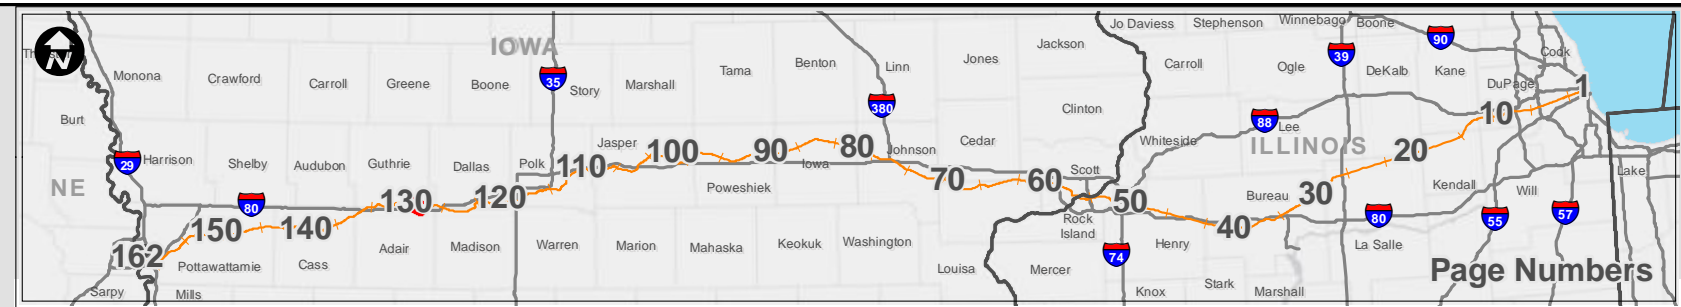 Jo Daviess Stephenson Winnebago Boone
N
IOWA
Jackson
90
Cook
39
Monona Crawford Carroll Greene Boone 35 Story Marshall Tama Benton Linn Jones Carroll Ogle DeKalb Kane
DuPage 1
380
Clinton
10
Burt
88 Lee
Whiteside
ILLINOIS
20
Jasper 100 90 80 Johnson Cedar
29 Harrison Shelby Audubon Guthrie Dallas Polk 110 Iowa Scott
Lake
NE
80
130 120
Poweshiek
70 60 50
Bureau 30 Kendall Will
162 150 140
Adair Madison Warren Marion Mahaska Keokuk Washington
Rock
Island
Henry 40 80 La Salle 55 57
74
Pottawattamie Cass
Louisa Mercer
Page Numbers
Sarpy Mills
Knox Stark Marshall